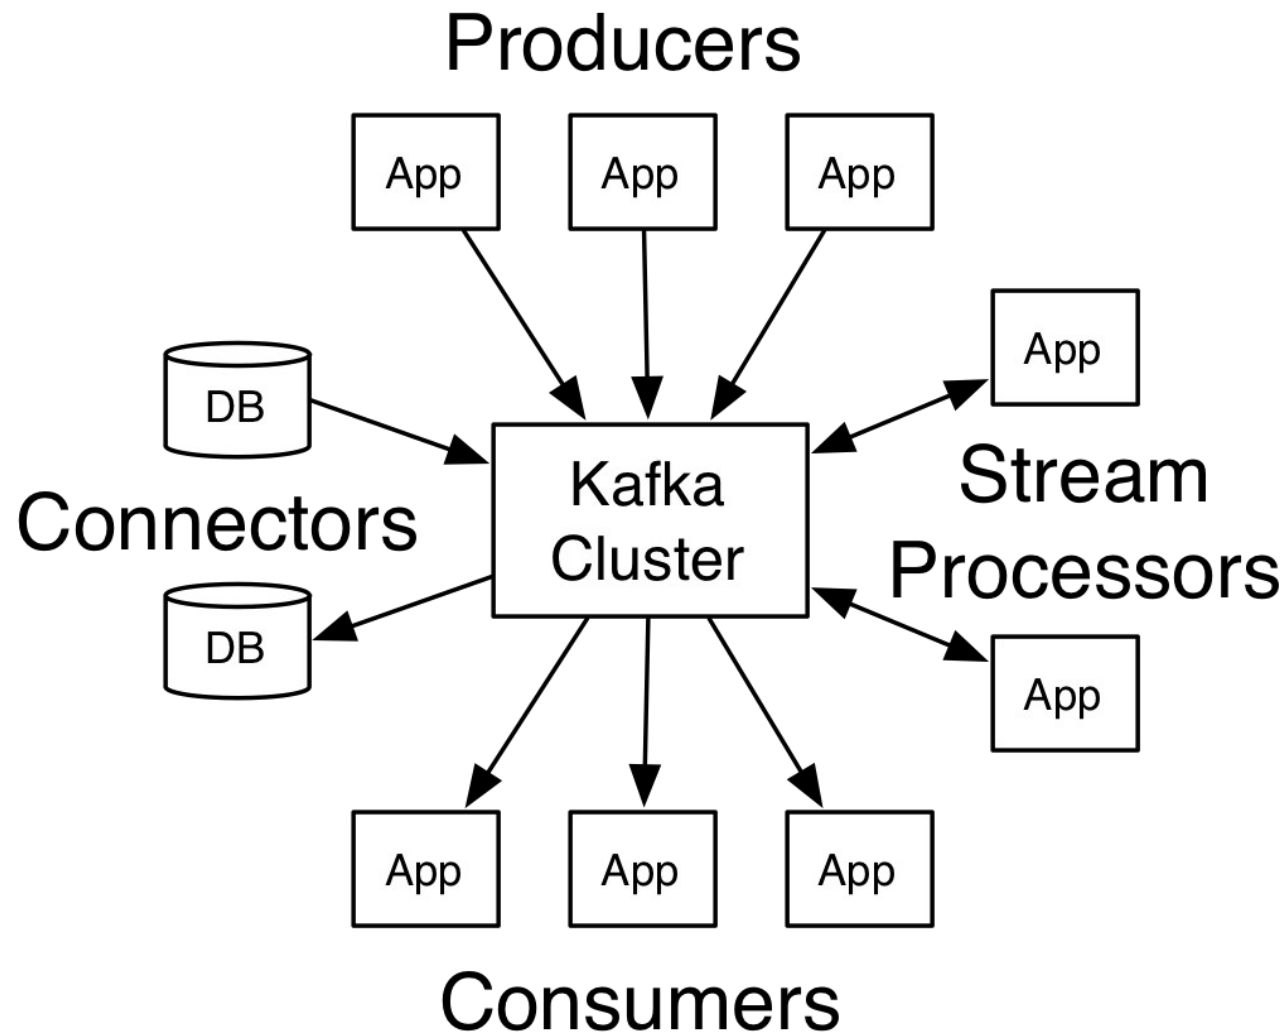 Producers
App
App
App
App
DB
Kafka
Cluster
Stream
Processors
Connectors
DB
App
App
App
App
Consumers